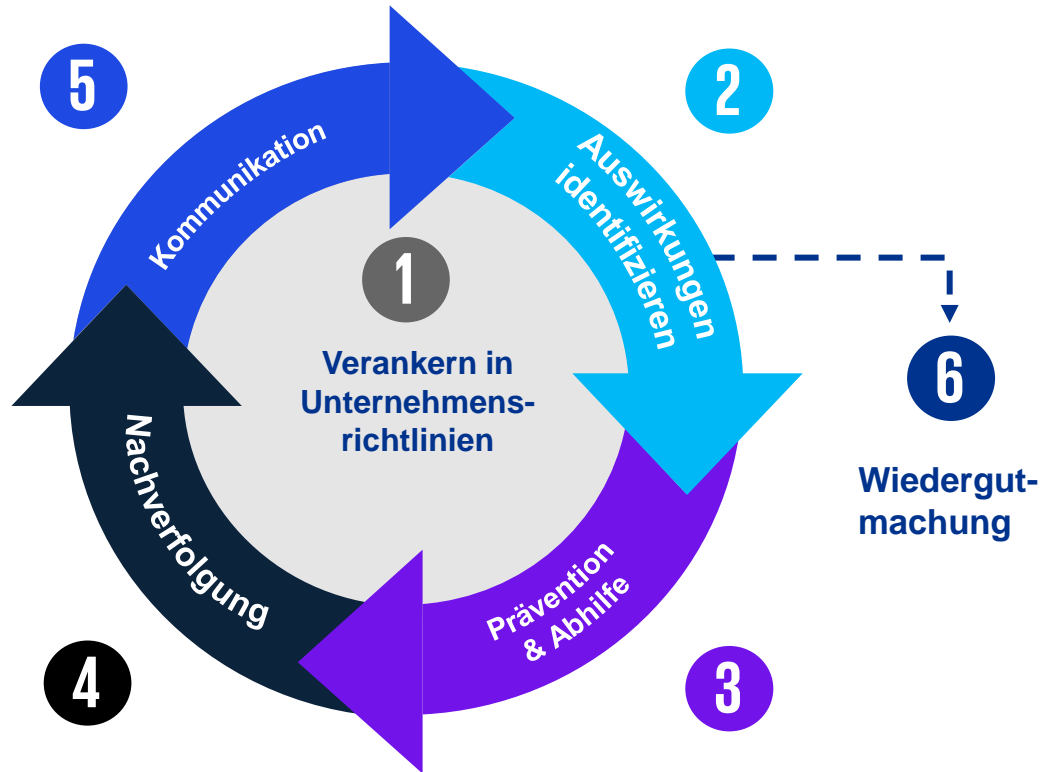 1
Verankern in
Unternehmens-
richtlinien
2
Auswirkungen
identifizieren
3
Prävention
& Abhilfe
4
Nachverfolgung
5
Kommunikation
6
Wiedergut-
machung